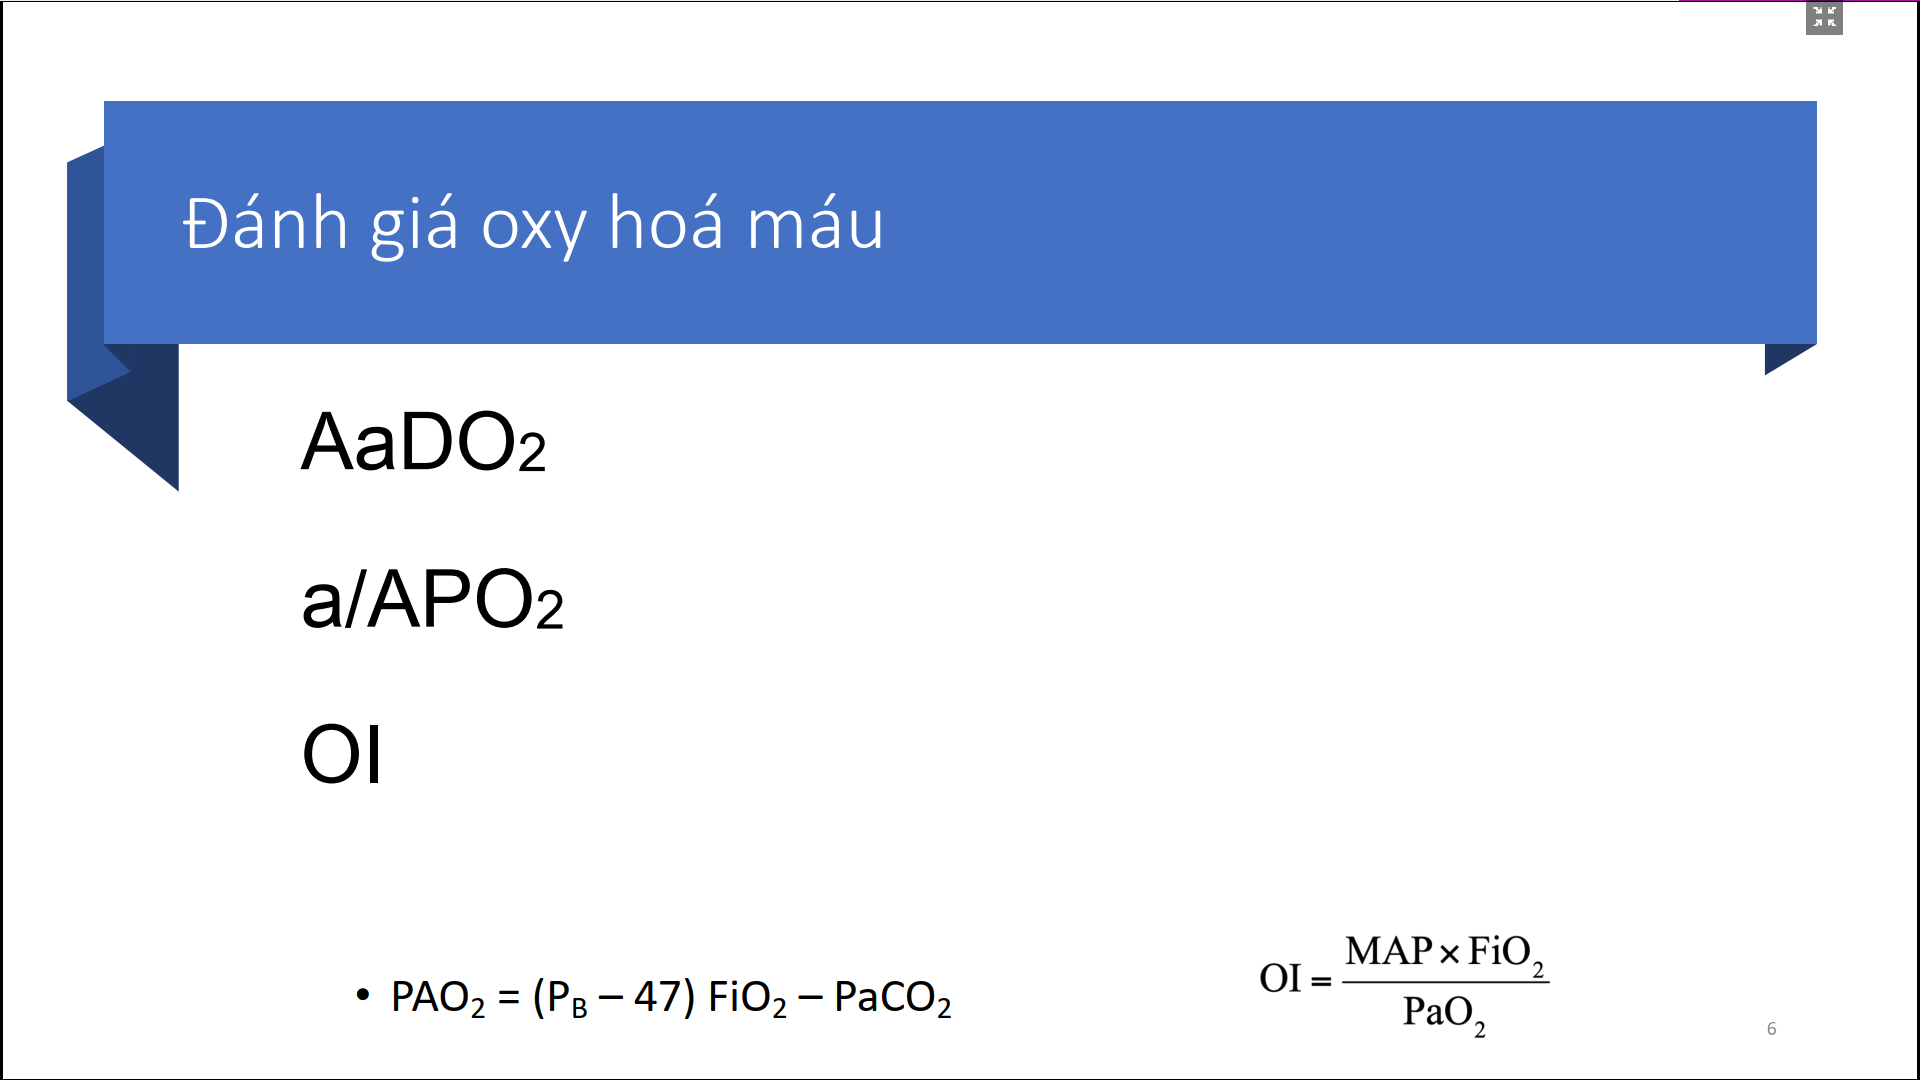 Đánh giá oxy hoá máu
AaDO2
a/APO2
OI
• PAO2 = (PB – 47) FiO2 – PaCO2
OI = MAP × FiO2
PaO2
6